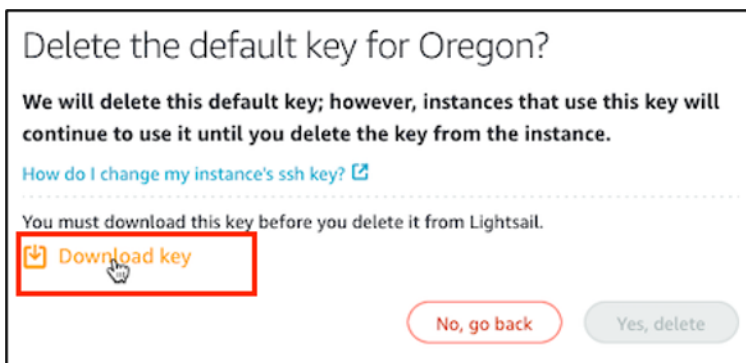 Delete the default key for Oregon?
We will delete this default key; however, instances that use this key will
continue to use it until you delete the key from the instance.
How do I change my instance's ssh key?
You must download this key before you delete it from Lightsail.
Download key
No, go back
Yes, delete